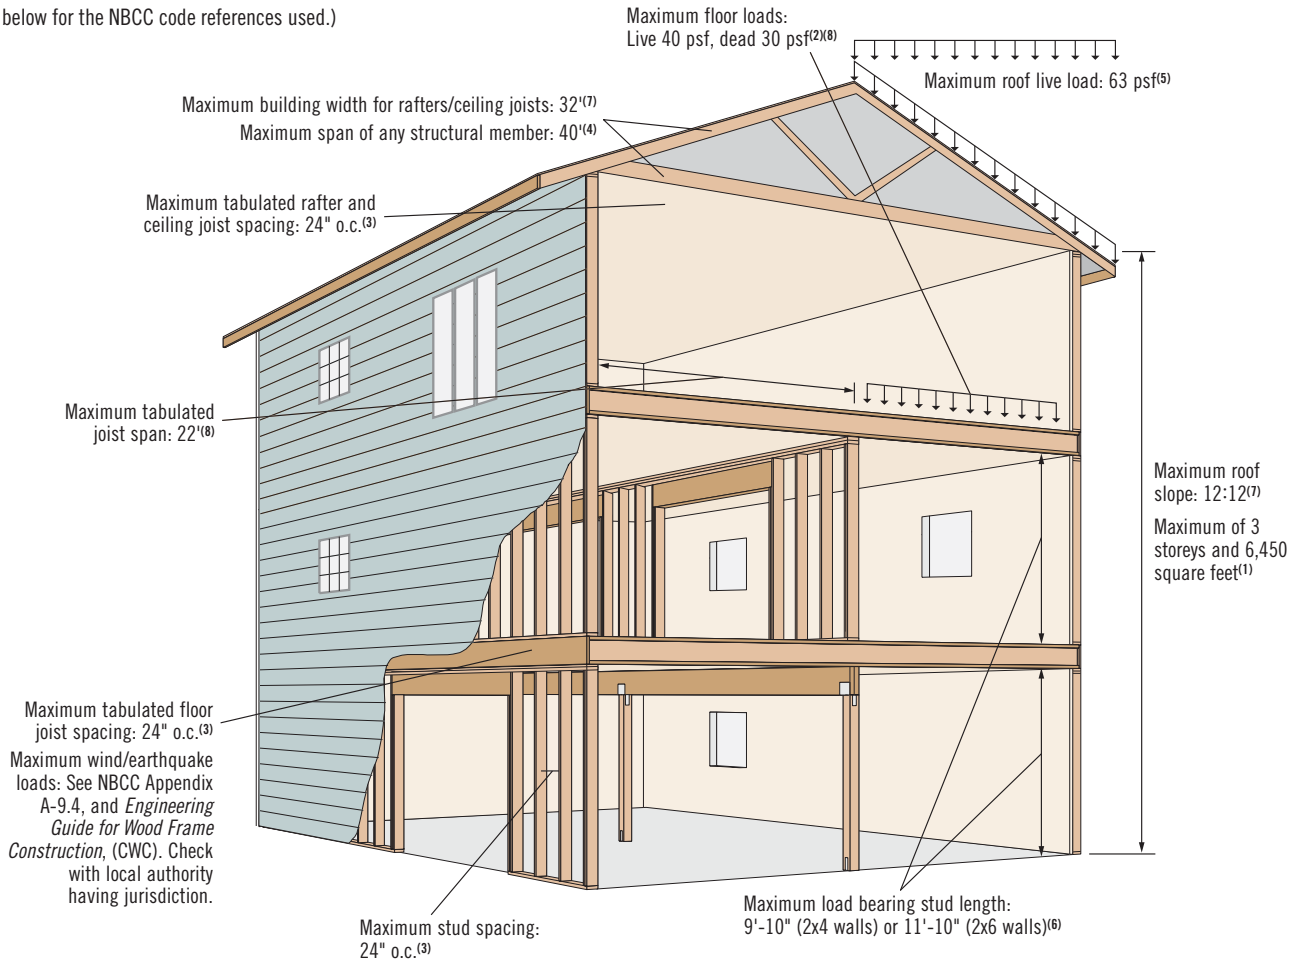 below for the NBCC code references used.)
Maximum floor loads:
Live 40 psf, dead 30 psf(2)(8)
Maximum roof live load: 63 psf(5)
Maximum building width for rafters/ceiling joists: 32'(7)
Maximum span of any structural member: 40'(4)
Maximum tabulated rafter and
ceiling joist spacing: 24" o.c.(3)
Maximum tabulated
joist span: 22'(8)
Maximum roof
slope: 12:12(7)
Maximum of 3
storeys and 6,450
square feet(1)
Maximum tabulated floor
joist spacing: 24" o.c.(3)
Maximum wind/earthquake
loads: See NBCC Appendix
A-9.4, and Engineering
Guide for Wood Frame
Construction, (CWC). Check
with local authority
having jurisdiction.
Maximum stud spacing:
24" o.c.(3)
Maximum load bearing stud length:
9'-10" (2x4 walls) or 11'-10" (2x6 walls)(6)